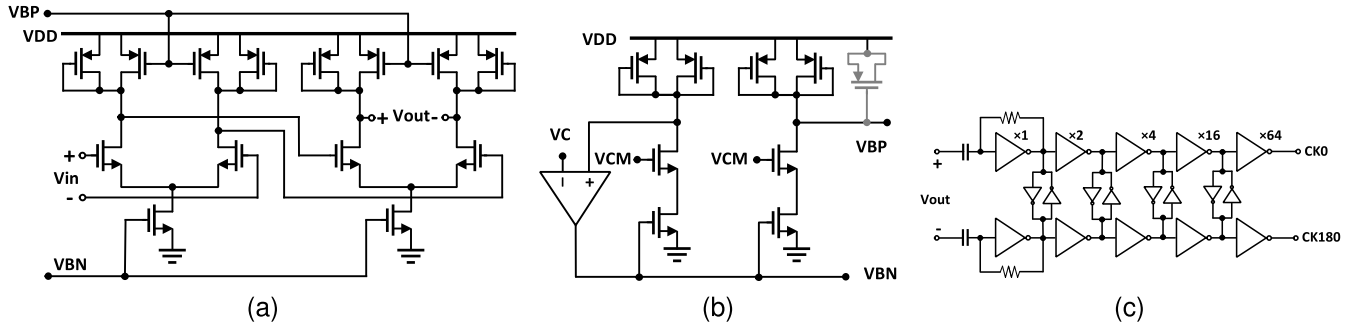 VBP
VDD
+ Vout -
+
Vin
-
VBN
(a)
VDD
VC
- +
VCM
VCM
VBP
VBN
(b)
×1 ×2 ×4 ×16 ×64
+
CK0
Vout
-
CK180
(c)